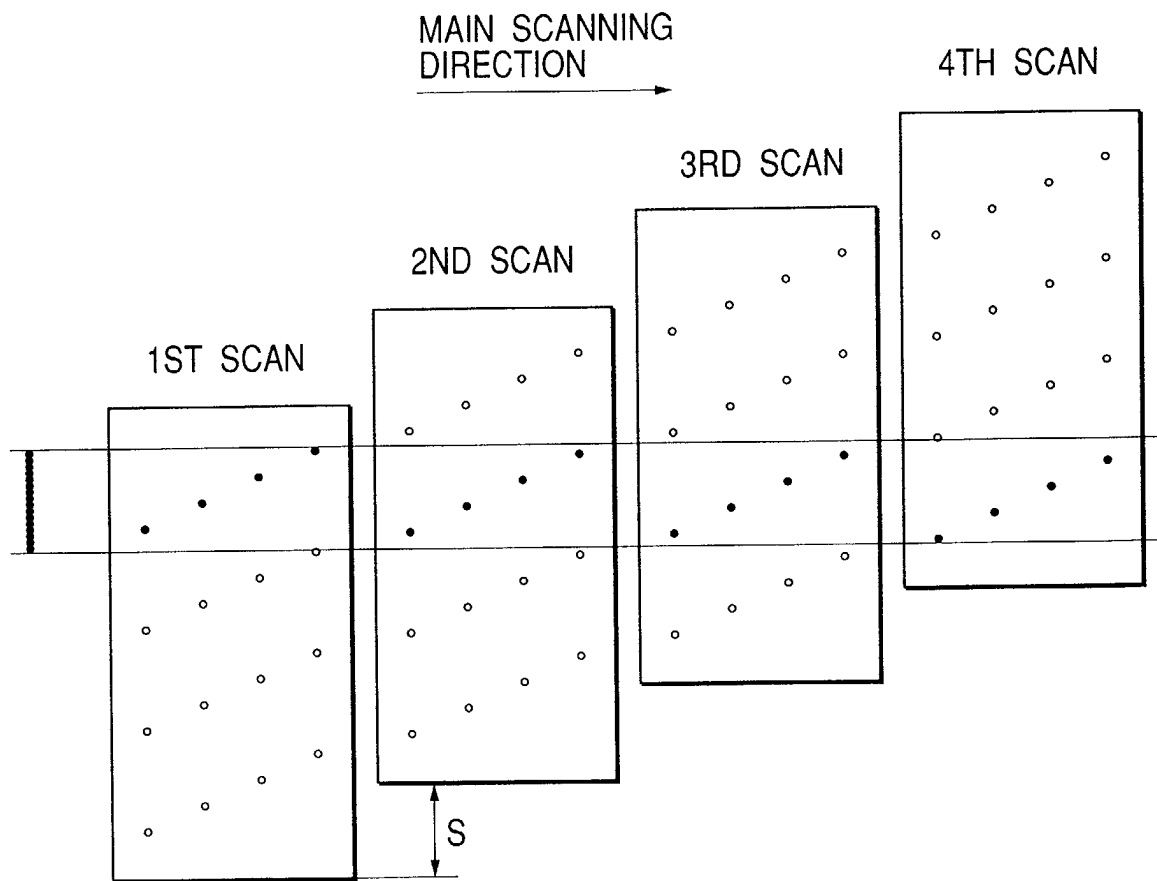 MAIN SCANNING
DIRECTION
4TH SCAN
3RD SCAN
2ND SCAN
1ST SCAN
S